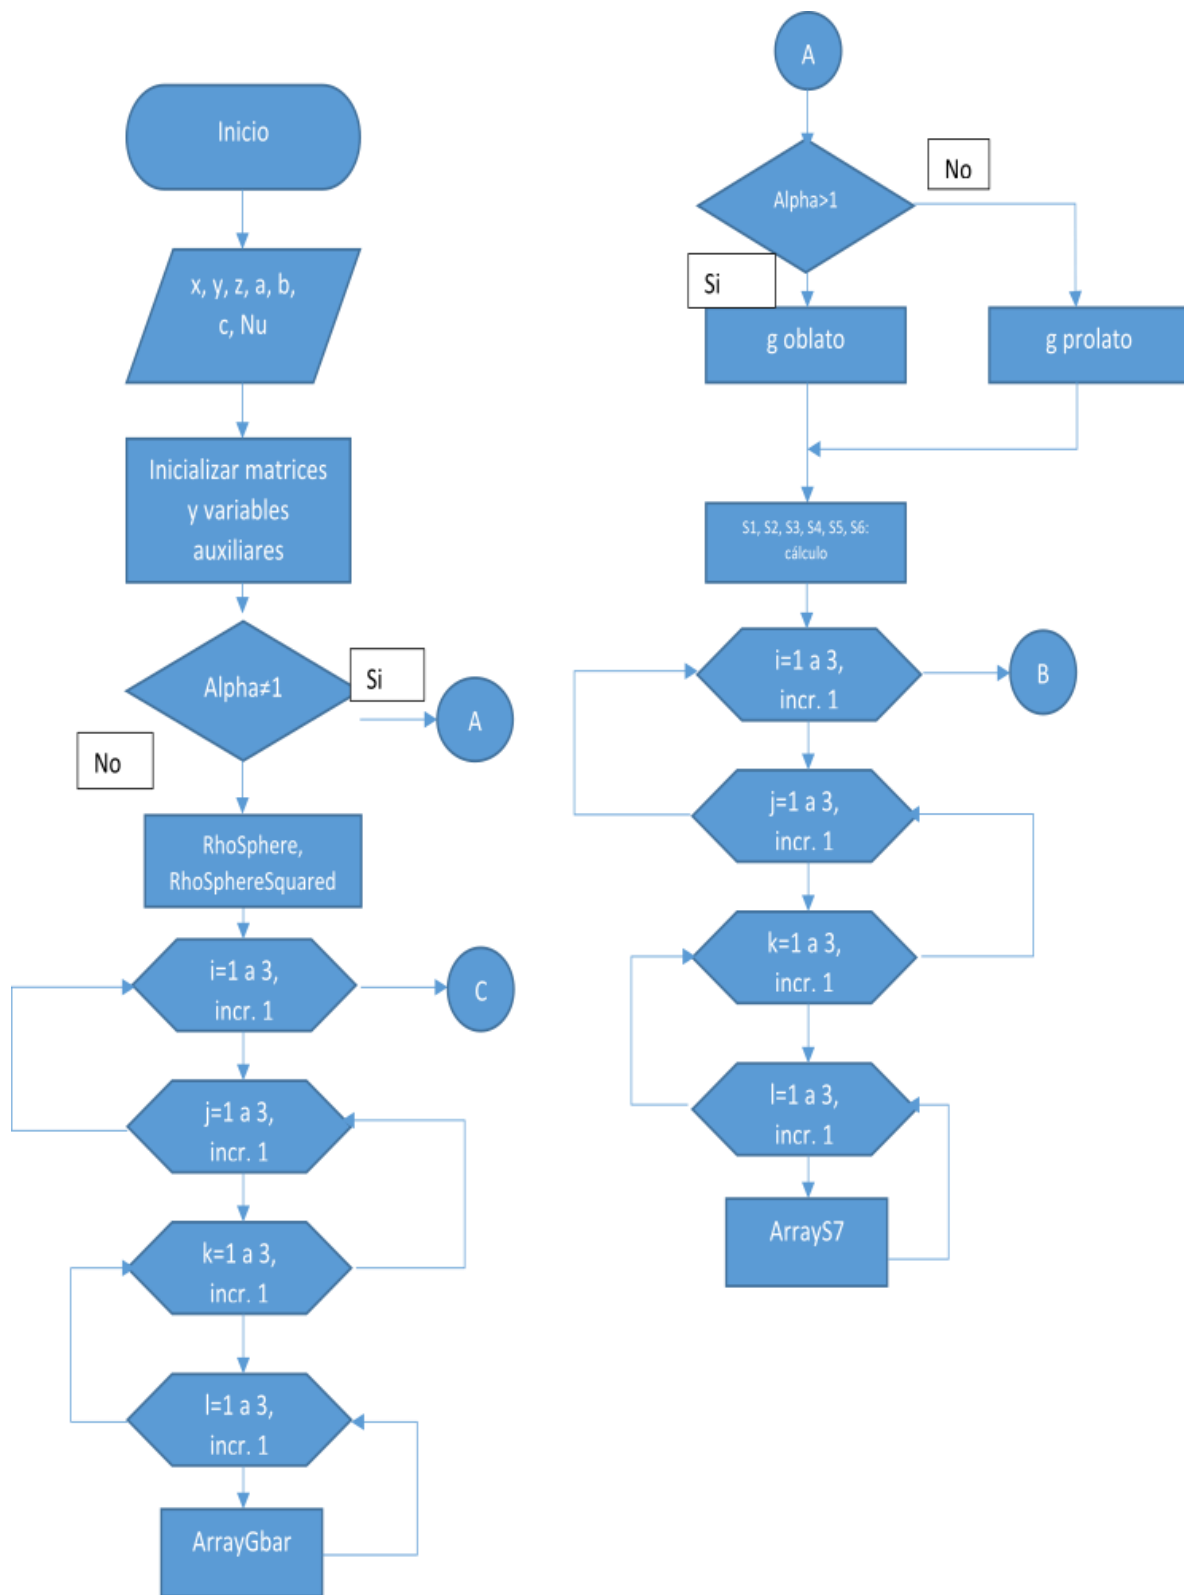 Inicio
x, y, z, a, b,
c, Nu
Inicializar matrices
y variables
auxiliares
Alpha≠1
Si
A
No
RhoSphere,
RhoSphereSquared
i=1 a 3,
incr. 1
C
j=1 a 3,
incr. 1
k=1 a 3,
incr. 1
l=1 a 3,
incr. 1
ArrayGbar
A
Alpha>1
No
Si
g oblato
g prolato
S1, S2, S3, S4, S5, S6:
cálculo
i=1 a 3,
incr. 1
B
j=1 a 3,
incr. 1
k=1 a 3,
incr. 1
l=1 a 3,
incr. 1
ArrayS7